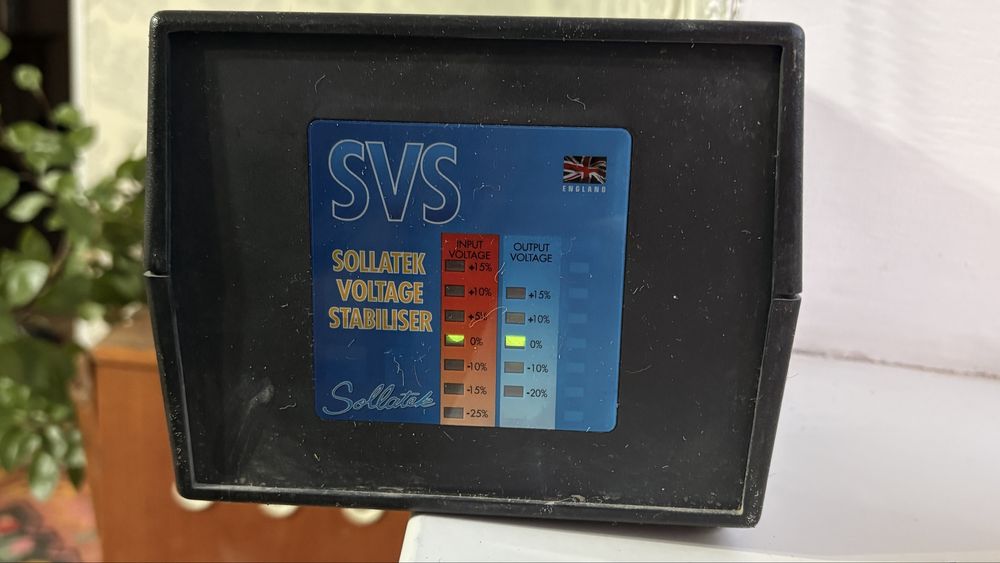 SVS
ENGLAND
SOLLATEK
VOLTAGE
STABILISER
Sollatek
INPUT
VOLTAGE
+15%
+10%
+5%
0%
-10%
-15%
-25%
OUTPUT
VOLTAGE
+15%
+10%
0%
-10%
-20%